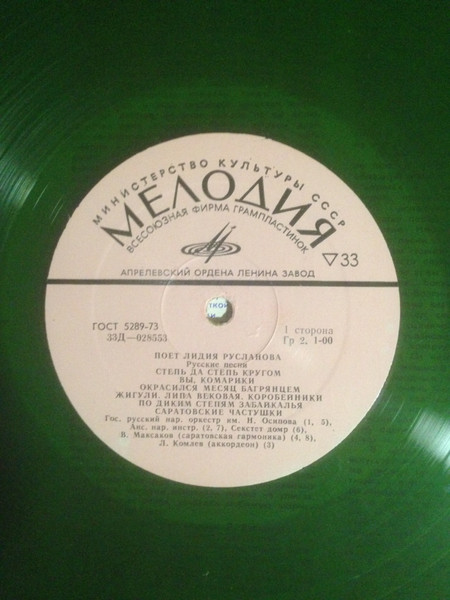 МИНИСТЕРСТВО КУЛЬТУРЫ СССР
МЕЛОДИЯ
ВСЕСОЮЗНАЯ ФИРМА ГРАМПЛАСТИНОК
▽33
АПРЕЛЕВСКИЙ ОРДЕНА ЛЕНИНА ЗАВОД
ГОСТ 5289-73
33Д—028553
1 сторона
Гр 2. 1-00
ПОЕТ ЛИДИЯ РУСЛАНОВА
Русские песни
СТЕПЬ ДА СТЕПЬ КРУГОМ
ВЫ, КОМАРИКИ
ОКРАСИЛСЯ МЕСЯЦ БАГРЯНЦЕМ
ЖИГУЛИ. ЛИПА ВЕКОВАЯ. КОРОБЕННИКИ
ПО ДИКИМ СТЕПЯМ ЗАБАЙКАЛЬЯ
САРАТОВСКИЕ ЧАСТУШКИ
Гос. русский нар. оркестр им. Н. Осипова (1, 5),
Анс. нар. инстр. (2, 7), Секстет домр (6),
В. Максаков (саратовская гармоника) (4, 8),
Л. Комлев (аккордеон) (3)